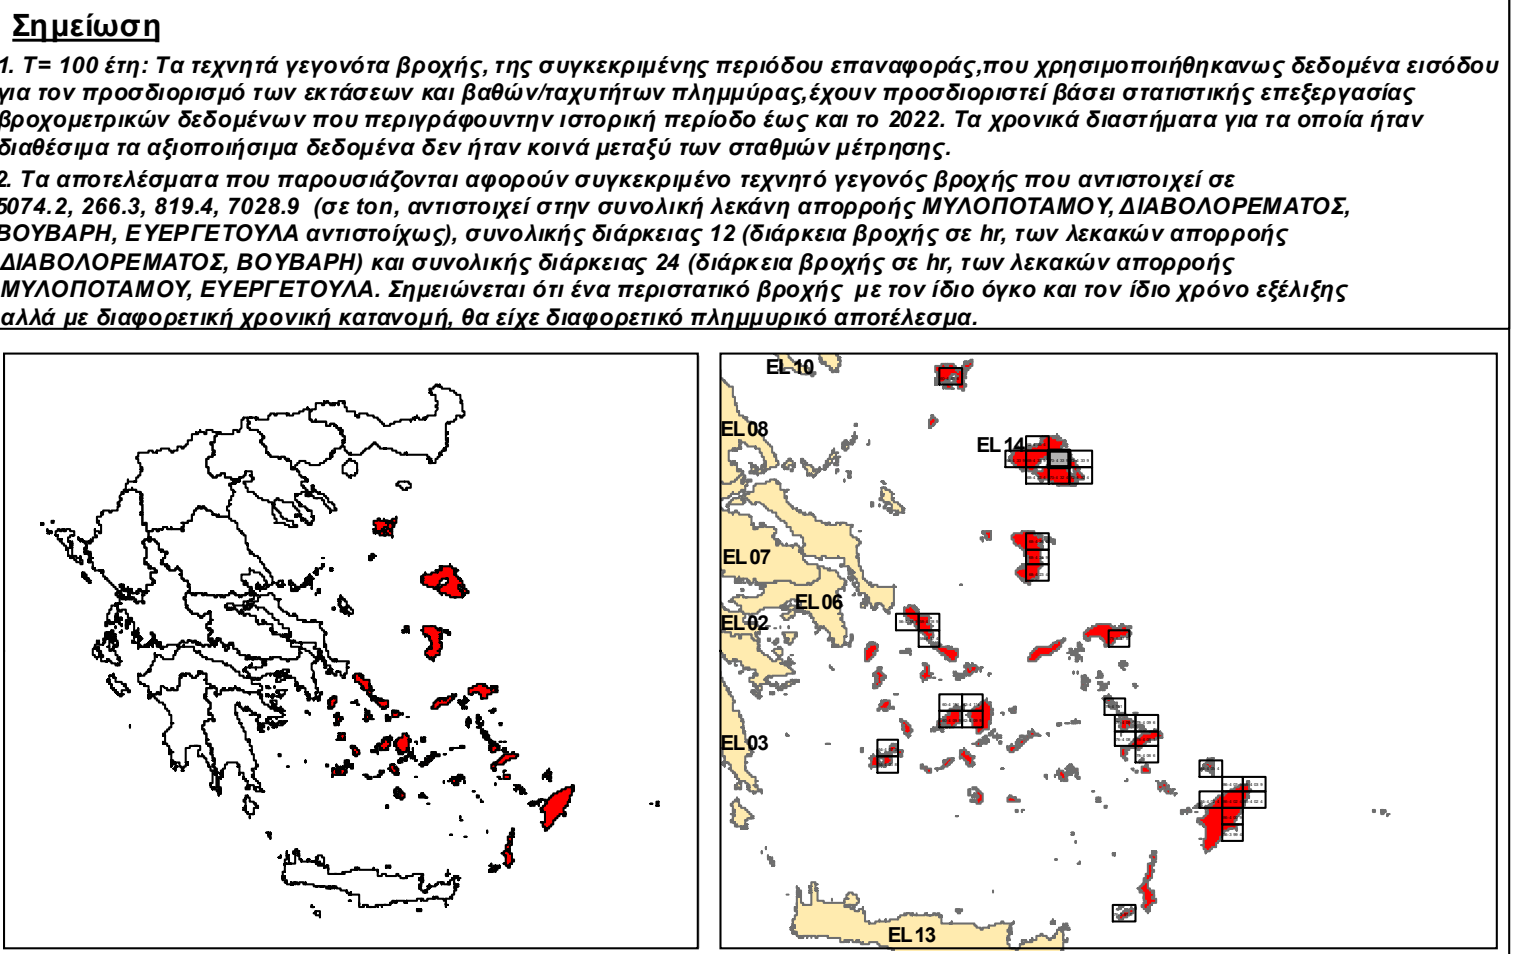 Σημείωση
1. T= 100 έτη: Τα τεχνητά γεγονότα βροχής, της συγκεκριμένης περιόδου επαναφοράς,που χρησιμοποιήθηκανως δεδομένα εισόδου
για τον προσδιορισμό των εκτάσεων και βαθών/ταχυτήτων πλημμύρας,έχουν προσδιοριστεί βάσει στατιστικής επεξεργασίας
βροχομετρικών δεδομένων που περιγράφουντην ιστορική περίοδο έως και το 2022. Τα χρονικά διαστήματα για τα οποία ήταν
διαθέσιμα τα αξιοποιήσιμα δεδομένα δεν ήταν κοινά μεταξύ των σταθμών μέτρησης.
2. Τα αποτελέσματα που παρουσιάζονται αφορούν συγκεκριμένο τεχνητό γεγονός βροχής που αντιστοιχεί σε
5074.2, 266.3, 819.4, 7028.9 (σε ton, αντιστοιχεί στην συνολική λεκάνη απορροής ΜΥΛΟΠΟΤΑΜΟΥ, ΔΙΑΒΟΛΟΡΕΜΑΤΟΣ,
ΒΟΥΒΑΡΗ, ΕΥΕΡΓΕΤΟΥΛΑ αντιστοίχως), συνολικής διάρκειας 12 (διάρκεια βροχής σε hr, των λεκακών απορροής
ΔΙΑΒΟΛΟΡΕΜΑΤΟΣ, ΒΟΥΒΑΡΗ) και συνολικής διάρκειας 24 (διάρκεια βροχής σε hr, των λεκακών απορροής
ΜΥΛΟΠΟΤΑΜΟΥ, ΕΥΕΡΓΕΤΟΥΛΑ. Σημειώνεται ότι ένα περιστατικό βροχής με τον ίδιο όγκο και τον ίδιο χρόνο εξέλιξης
αλλά με διαφορετική χρονική κατανομή, θα είχε διαφορετικό πλημμυρικό αποτέλεσμα.
EL10
EL08
EL14
EL07
EL06
EL02
EL03
EL13